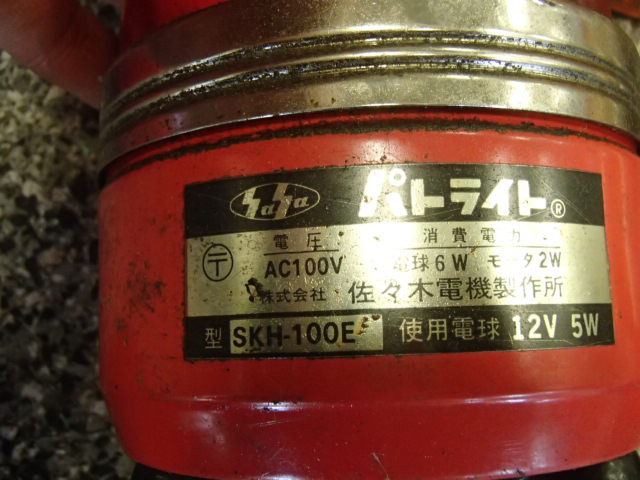 SaSa パトライト®
電圧 消費電力
〒 AC100V 電球6W モータ2W
株式会社 佐々木電機製作所
型 SKH-100E 使用電球 12V 5W